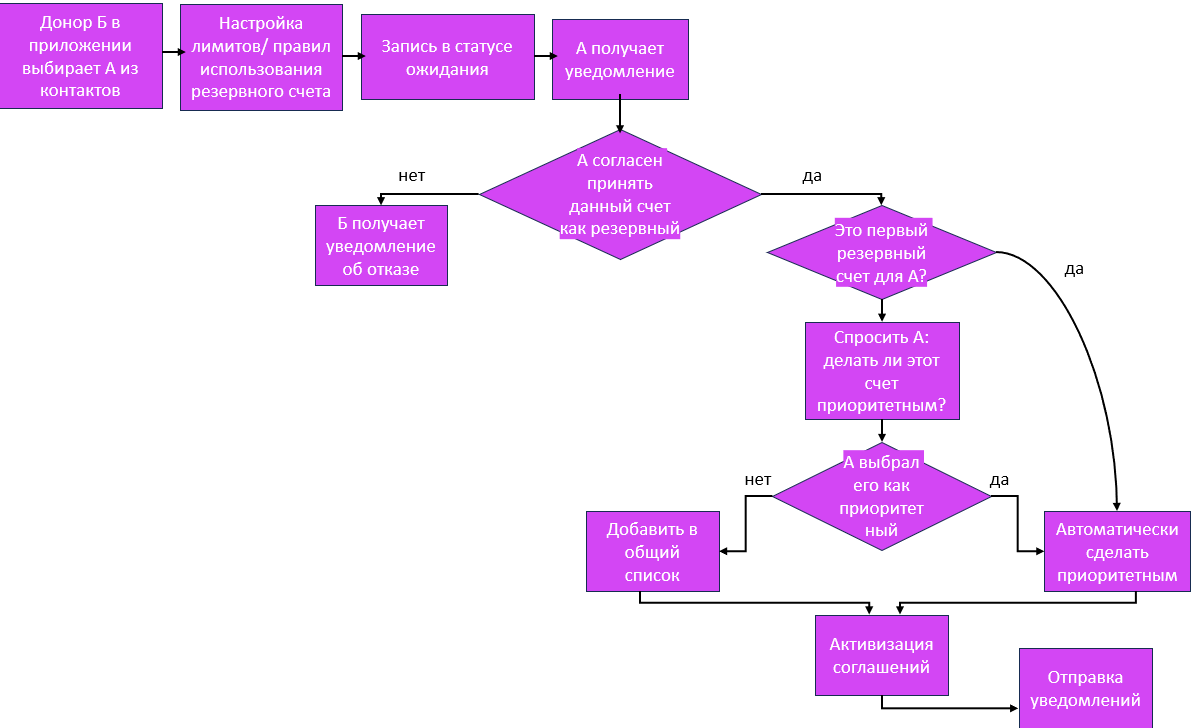 Донор Б в
приложении
выбирает А из
контактов
Настройка
лимитов/ правил
использования
резервного счета
Запись в статусе
ожидания
А получает
уведомление
А согласен
принять
данный счет
как резервный
нет
да
Б получает
уведомление
об отказе
Это первый
резервный
счет для А?
да
Спросить А:
делать ли этот
счет
приоритетным?
А выбрал
его как
приоритет
ный
нет
да
Добавить в
общий
список
Автоматически
сделать
приоритетным
Активизация
соглашений
Отправка
уведомлений